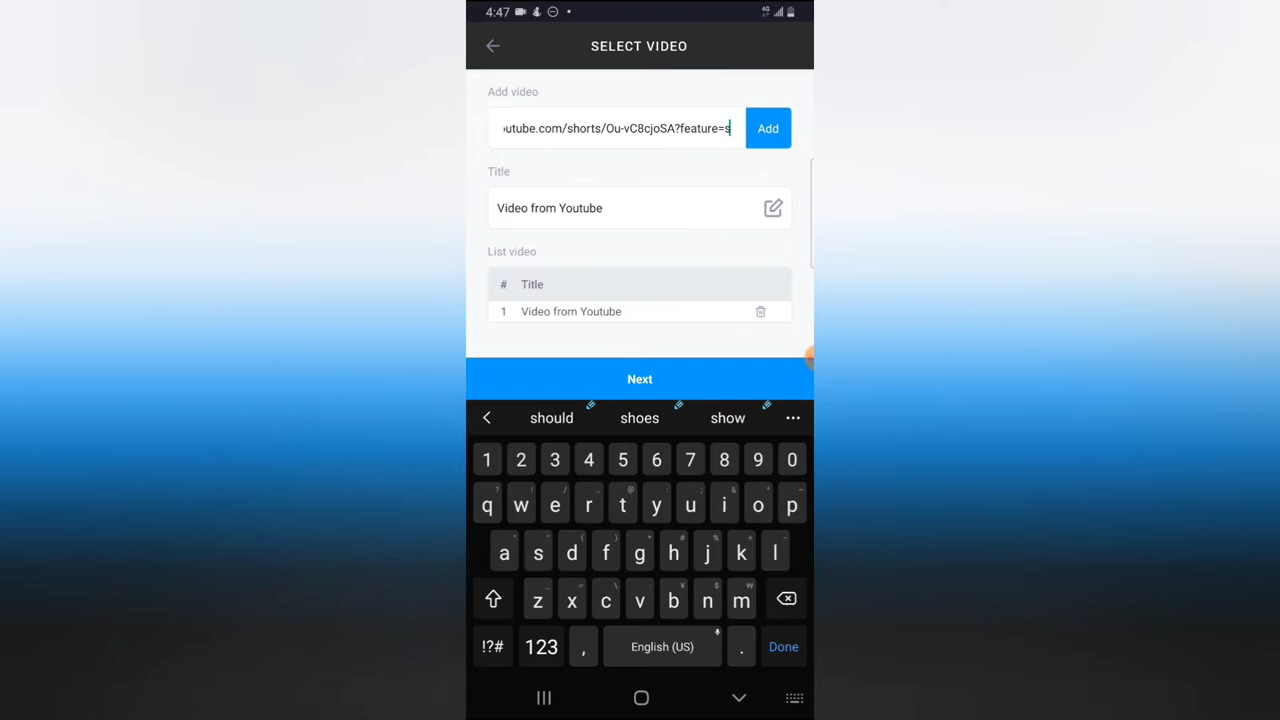 4:47
4G
SELECT VIDEO
Add video
outube.com/shorts/Ou-vC8cjoSA?feature=s
Add
Title
Video from Youtube
List video
# Title
1 Video from Youtube
Next
should shoes show
1 2 3 4 5 6 7 8 9 0
q w e r t y u i o p
a s d f g h j k l
z x c v b n m
!?# 123 , English (US) . Done